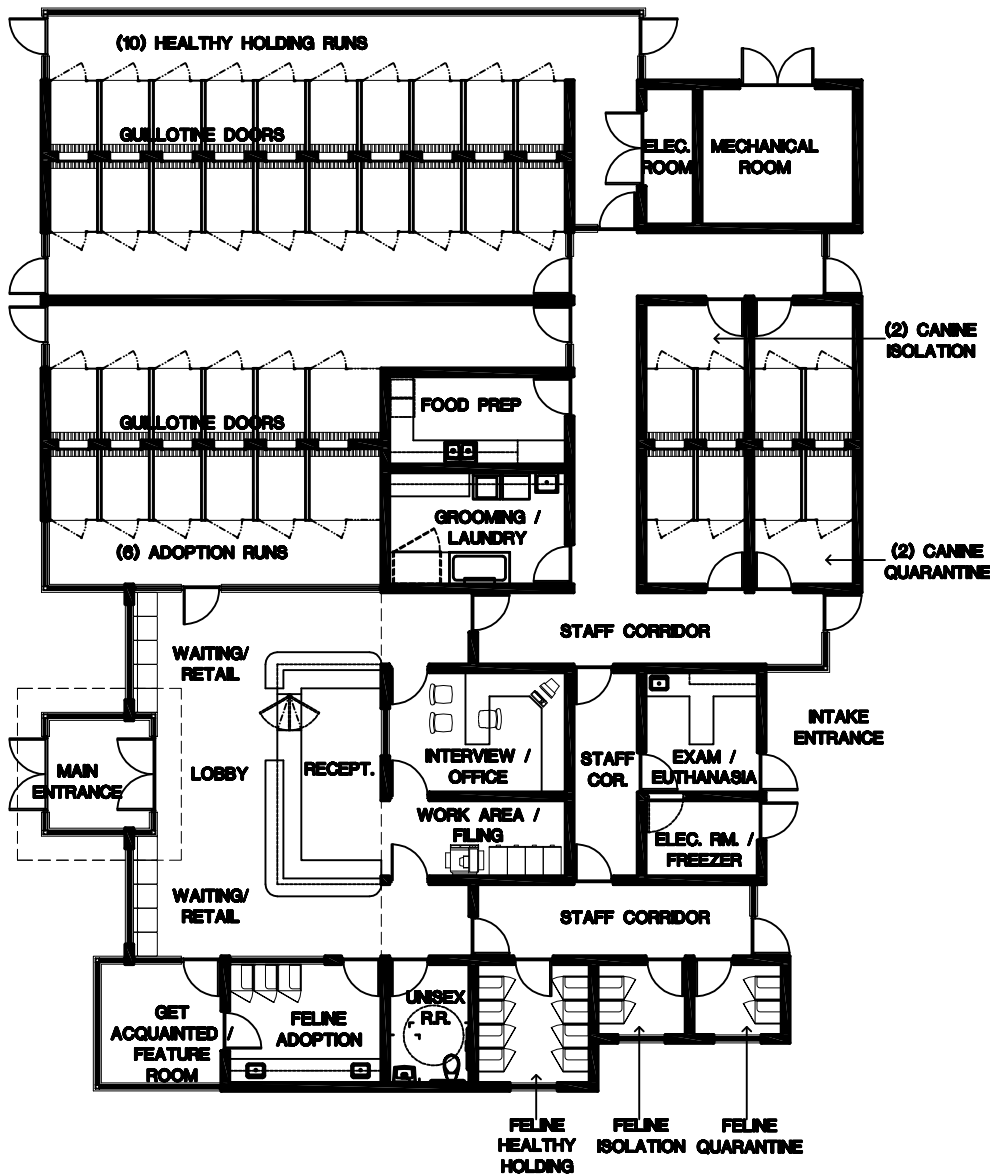 (10) HEALTHY HOLDING RUNS
GUILLOTINE DOORS
ELEC.
ROOM
MECHANICAL
ROOM
(2) CANINE
ISOLATION
FOOD PREP
GUILLOTINE DOORS
GROOMING /
LAUNDRY
(6) ADOPTION RUNS
(2) CANINE
QUARANTINE
STAFF CORRIDOR
WAITING/
RETAIL
INTAKE
ENTRANCE
MAIN
ENTRANCE
LOBBY
RECEPT.
INTERVIEW /
OFFICE
STAFF
COR.
EXAM /
EUTHANASIA
WORK AREA /
FILING
ELEC. RM. /
FREEZER
WAITING/
RETAIL
STAFF CORRIDOR
GET
ACQUAINTED /
FEATURE
ROOM
FELINE
ADOPTION
UNISEX
R.R.
FELINE
HEALTHY
HOLDING
FELINE
ISOLATION
FELINE
QUARANTINE